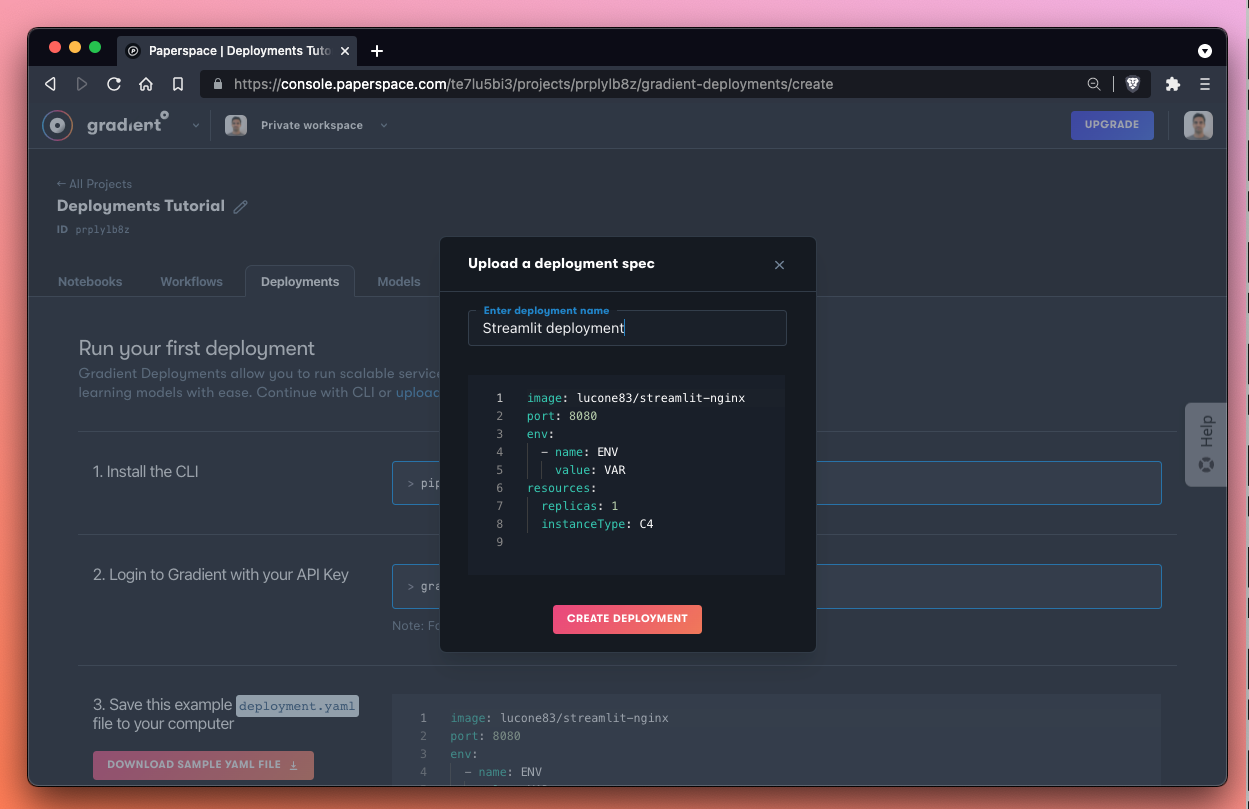 Paperspace | Deployments Tuto
https://console.paperspace.com/te7lu5bi3/projects/prplylb8z/gradient-deployments/create
gradient
Private workspace
UPGRADE
← All Projects
Deployments Tutorial
ID prplylb8z
Notebooks
Workflows
Deployments
Models
Upload a deployment spec
Enter deployment name
Streamlit deployment
1 image: lucone83/streamlit-nginx
2 port: 8080
3 env:
4 - name: ENV
5 value: VAR
6 resources:
7 replicas: 1
8 instanceType: C4
9
CREATE DEPLOYMENT
Run your first deployment
Gradient Deployments allow you to run scalable service
learning models with ease. Continue with CLI or upload
Help
1. Install the CLI
> pip
2. Login to Gradient with your API Key
> gra
Note: Fo
3. Save this example deployment.yaml
file to your computer
DOWNLOAD SAMPLE YAML FILE
1 image: lucone83/streamlit-nginx
2 port: 8080
3 env:
4 - name: ENV